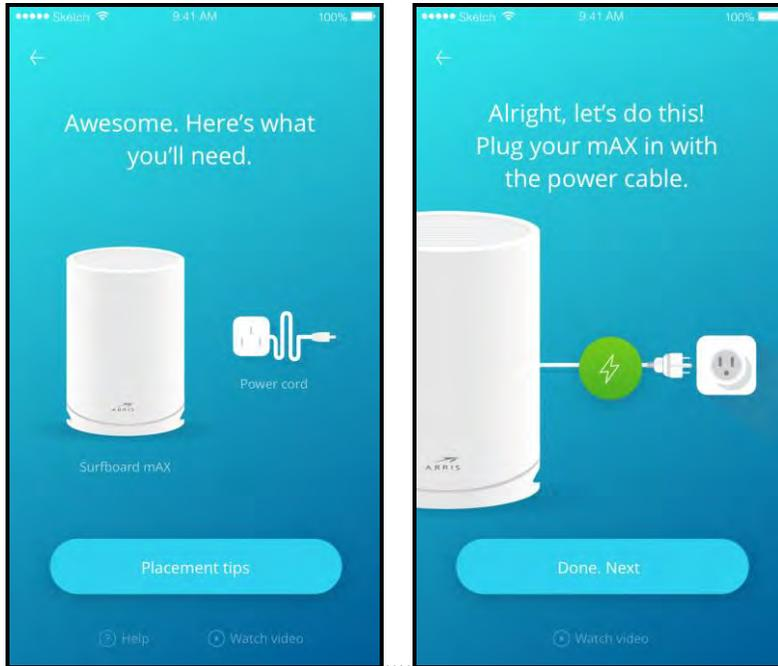 Sketch 9:41 AM 100%
Awesome. Here's what
you'll need.
ARRIS
Power cord
Surfboard mAX
Placement tips
? Help Watch video
Sketch 9:41 AM 100%
Alright, let's do this!
Plug your mAX in with
the power cable.
ARRIS
Done. Next
Watch video